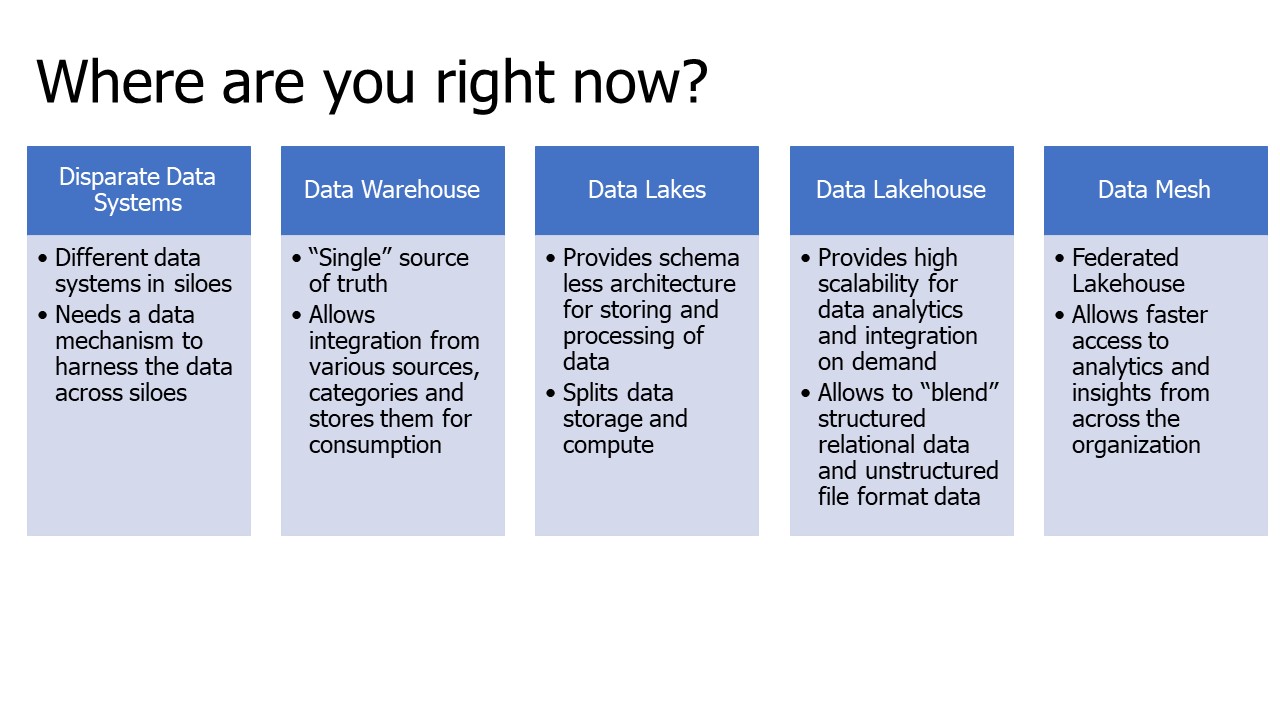 Where are you right now?
Disparate Data
Systems
• Different data
systems in siloes
• Needs a data
mechanism to
harness the data
across siloes
Data Warehouse
• “Single” source
of truth
• Allows
integration from
various sources,
categories and
stores them for
consumption
Data Lakes
• Provides schema
less architecture
for storing and
processing of
data
• Splits data
storage and
compute
Data Lakehouse
• Provides high
scalability for
data analytics
and integration
on demand
• Allows to “blend”
structured
relational data
and unstructured
file format data
Data Mesh
• Federated
Lakehouse
• Allows faster
access to
analytics and
insights from
across the
organization